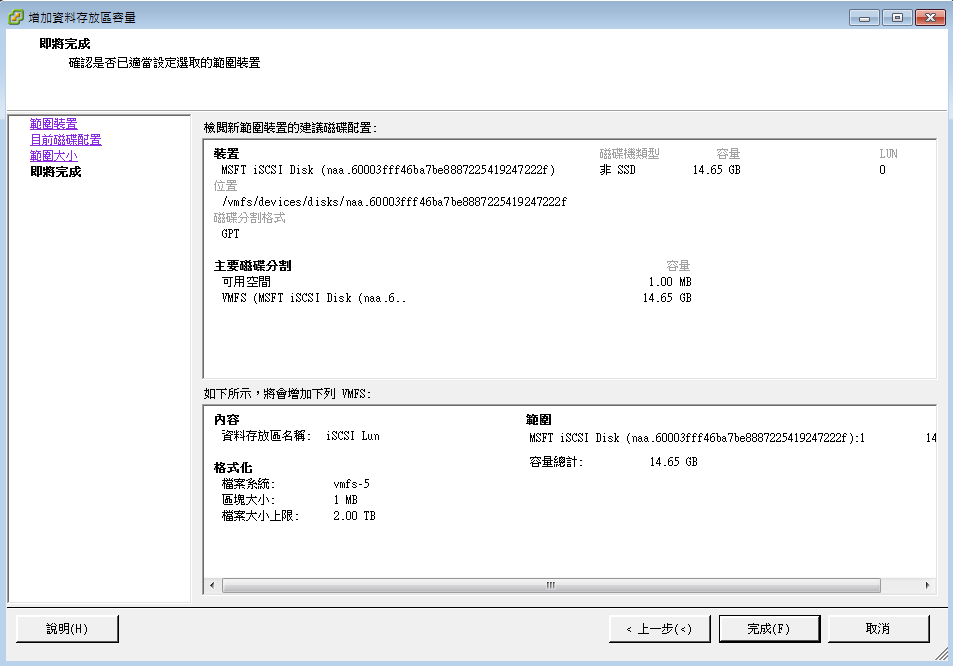 增加資料存放區容量
即將完成
確認是否已適當設定選取的範圍裝置
範圍裝置
目前磁碟配置
範圍大小
即將完成
檢閱新範圍裝置的建議磁碟配置:
裝置 磁碟機類型 容量 LUN
MSFT iSCSI Disk (naa.60003fff46ba7be8887225419247222f) 非 SSD 14.65 GB 0
位置
/vmfs/devices/disks/naa.60003fff46ba7be8887225419247222f
磁碟分割格式
GPT
主要磁碟分割 容量
可用空間 1.00 MB
VMFS (MSFT iSCSI Disk (naa.6.. 14.65 GB
如下所示，將會增加下列 VMFS:
內容 範圍
資料存放區名稱: iSCSI Lun MSFT iSCSI Disk (naa.60003fff46ba7be8887225419247222f):1 14
容量總計: 14.65 GB
格式化
檔案系統: vmfs-5
區塊大小: 1 MB
檔案大小上限: 2.00 TB
說明(H) < 上一步(<) 完成(F) 取消